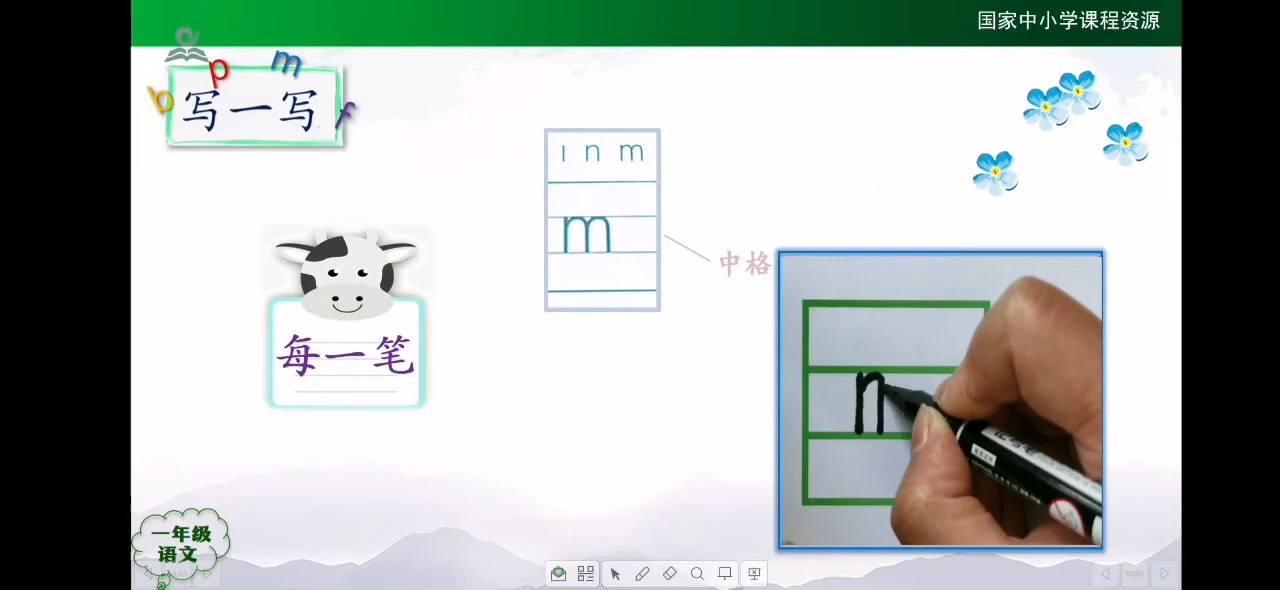 国家中小学课程资源
p m
b f
写一写
ı n m
m
中格
每一笔
n
一年级
语文